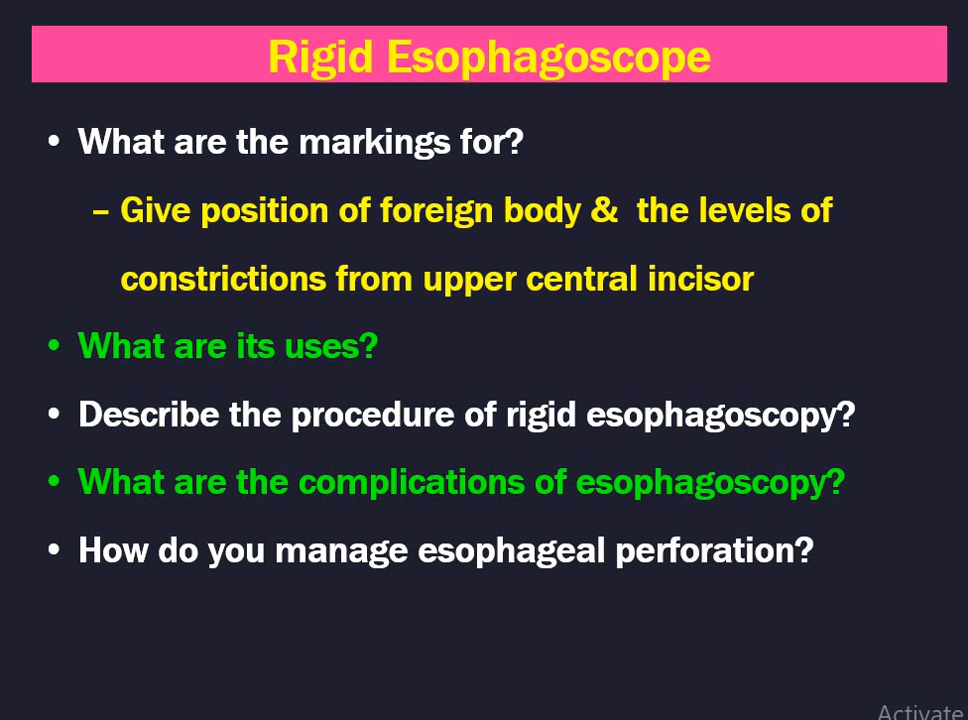 Rigid Esophagoscope
• What are the markings for?
– Give position of foreign body & the levels of
constrictions from upper central incisor
• What are its uses?
• Describe the procedure of rigid esophagoscopy?
• What are the complications of esophagoscopy?
• How do you manage esophageal perforation?
Activate